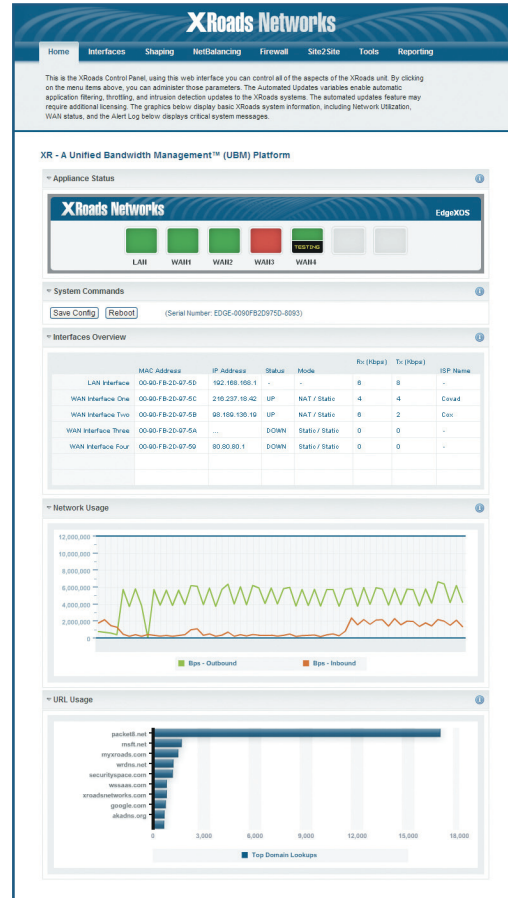 XRoads Networks
Home Interfaces Shaping NetBalancing Firewall Site2Site Tools Reporting
This is the XRoads Control Panel, using this web interface you can control all of the aspects of the XRoads unit. By clicking
on the menu items above, you can administer those parameters. The Automated Updates variables enable automatic
application filtering, throttling, and intrusion detection updates to the XRoads systems. The automated updates feature may
require additional licensing. The graphics below display basic XRoads system information, including Network Utilization,
WAN status, and the Alert Log below displays critical system messages.
XR - A Unified Bandwidth Management™ (UBM) Platform
Appliance Status
XRoads Networks EdgeXOS
TESTING
LAN WAN1 WAN2 WAN3 WAN4
System Commands
Save Config Reboot (Serial Number: EDGE-0090FB2D975D-8093)
Interfaces Overview
MAC Address IP Address Status Mode Rx (Kbps) Tx (Kbps) ISP Name
LAN Interface 00-90-FB-2D-97-5D 192.168.168.1 - - 6 8 -
WAN Interface One 00-90-FB-2D-97-5C 216.237.18.42 UP NAT / Static 4 4 Covad
WAN Interface Two 00-90-FB-2D-97-5B 98.189.136.19 UP NAT / Static 6 2 Cox
WAN Interface Three 00-90-FB-2D-97-5A ... DOWN Static / Static 0 0 -
WAN Interface Four 00-90-FB-2D-97-59 80.80.80.1 DOWN Static / Static 0 0 -
Network Usage
12,000,000
10,000,000
8,000,000
6,000,000
4,000,000
2,000,000
0
Bps - Outbound Bps - Inbound
URL Usage
packet8.net
msft.net
myxroads.com
wrdns.net
securityspace.com
wssaas.com
xroadsnetworks.com
google.com
akadns.org
0 3,000 6,000 9,000 12,000 15,000 18,000
Top Domain Lookups